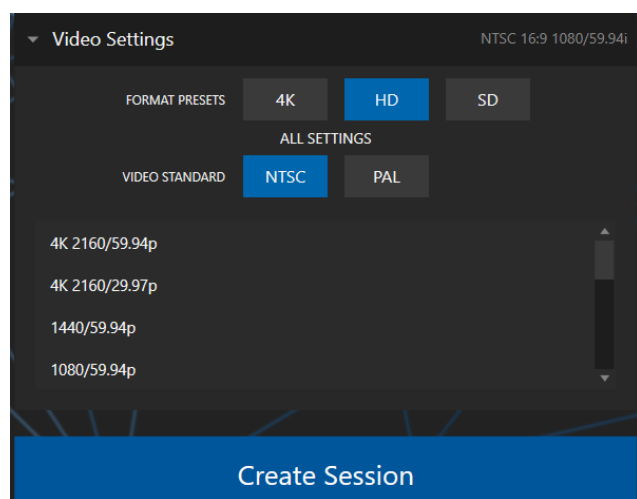 Video Settings NTSC 16:9 1080/59.94i
FORMAT PRESETS 4K HD SD
ALL SETTINGS
VIDEO STANDARD NTSC PAL
4K 2160/59.94p
4K 2160/29.97p
1440/59.94p
1080/59.94p
Create Session